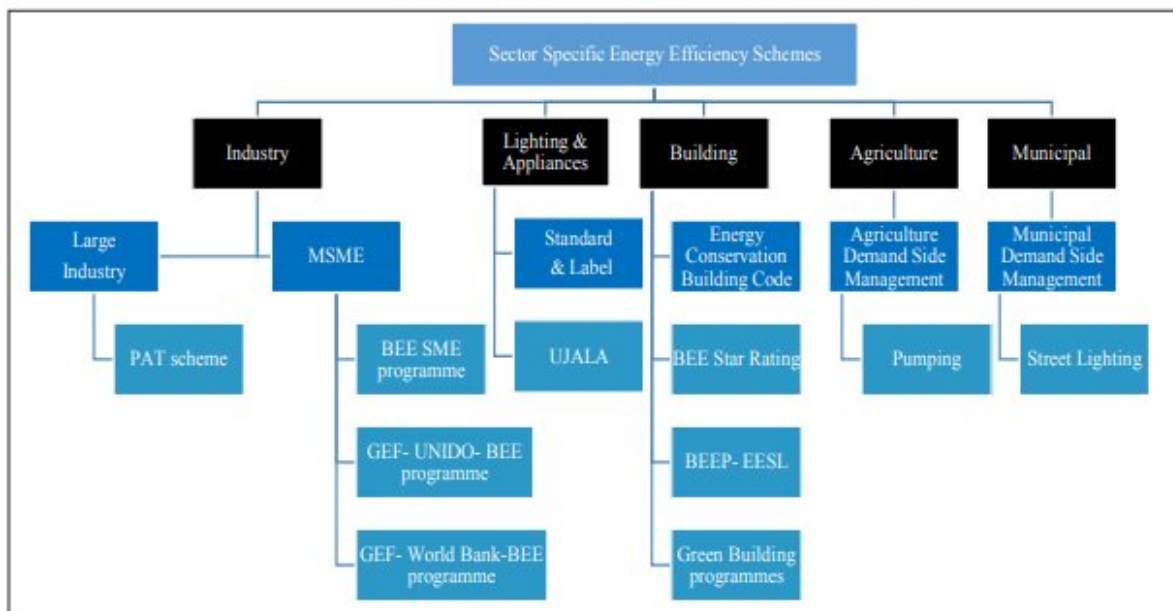 Sector Specific Energy Efficiency Schemes
Industry
Lighting &
Appliances
Building
Agriculture
Municipal
Large
Industry
MSME
Standard
& Label
Energy
Conservation
Building Code
Agriculture
Demand Side
Management
Municipal
Demand Side
Management
PAT scheme
BEE SME
programme
UJALA
BEE Star Rating
Pumping
Street Lighting
GEF- UNIDO- BEE
programme
BEEP- EESL
GEF- World Bank-BEE
programme
Green Building
programmes